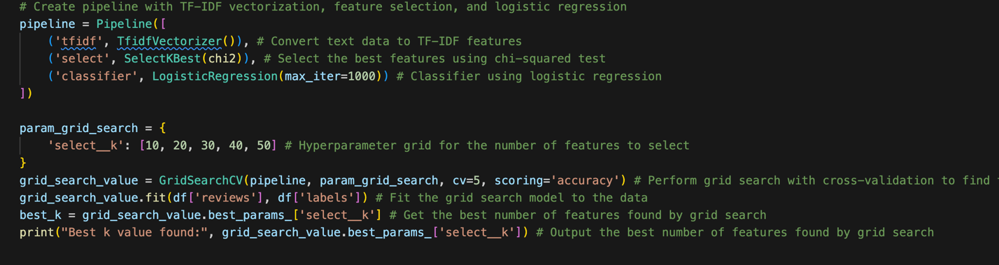 # Create pipeline with TF-IDF vectorization, feature selection, and logistic regression
pipeline = Pipeline([
    ('tfidf', TfidfVectorizer()), # Convert text data to TF-IDF features
    ('select', SelectKBest(chi2)), # Select the best features using chi-squared test
    ('classifier', LogisticRegression(max_iter=1000)) # Classifier using logistic regression
])
param_grid_search = {
    'select__k': [10, 20, 30, 40, 50] # Hyperparameter grid for the number of features to select
}
grid_search_value = GridSearchCV(pipeline, param_grid_search, cv=5, scoring='accuracy') # Perform grid search with cross-validation to find
grid_search_value.fit(df['reviews'], df['labels']) # Fit the grid search model to the data
best_k = grid_search_value.best_params_['select__k'] # Get the best number of features found by grid search
print("Best k value found:", grid_search_value.best_params_['select__k']) # Output the best number of features found by grid search